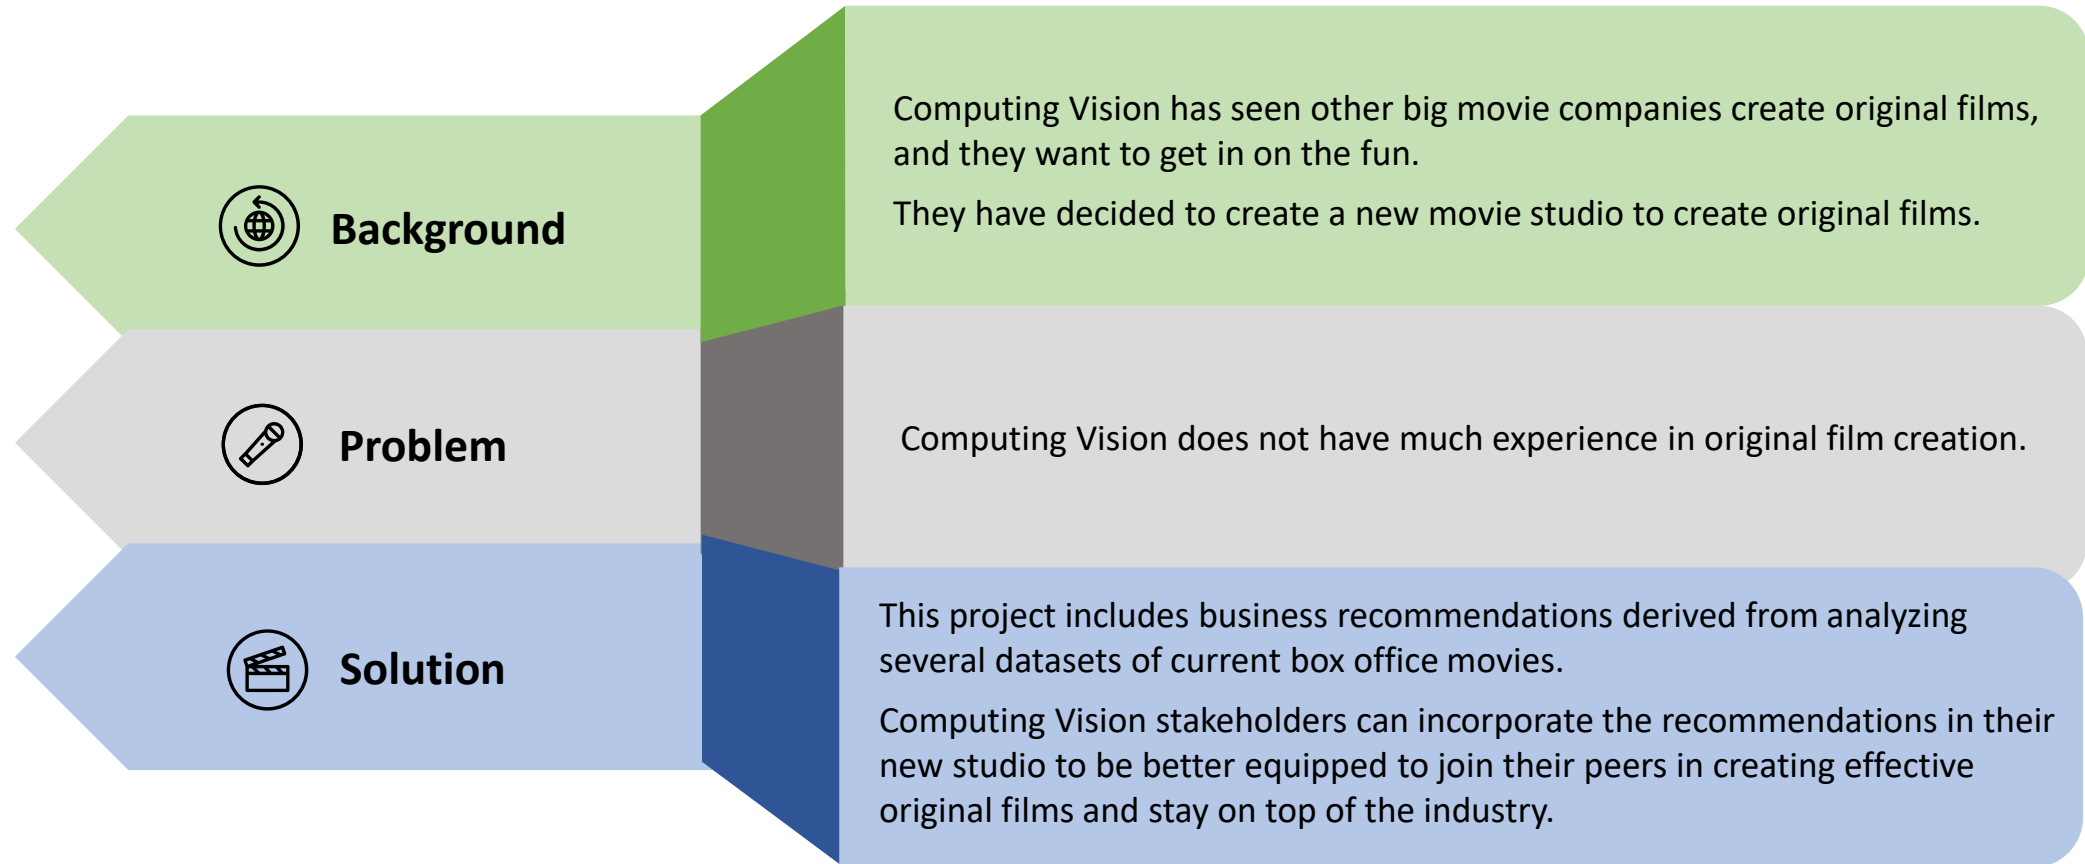 Background
Computing Vision has seen other big movie companies create original films,
and they want to get in on the fun.
They have decided to create a new movie studio to create original films.
Problem
Computing Vision does not have much experience in original film creation.
Solution
This project includes business recommendations derived from analyzing
several datasets of current box office movies.
Computing Vision stakeholders can incorporate the recommendations in their
new studio to be better equipped to join their peers in creating effective
original films and stay on top of the industry.